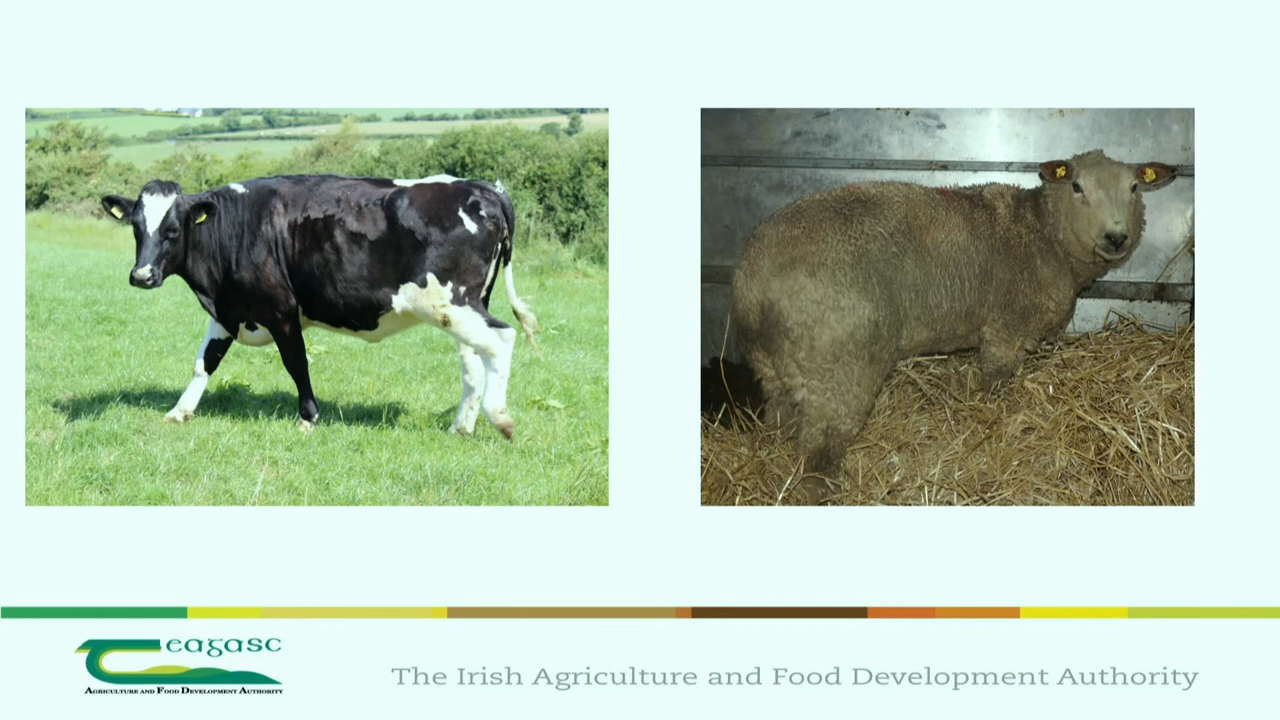 Teagasc
Agriculture and Food Development Authority
The Irish Agriculture and Food Development Authority